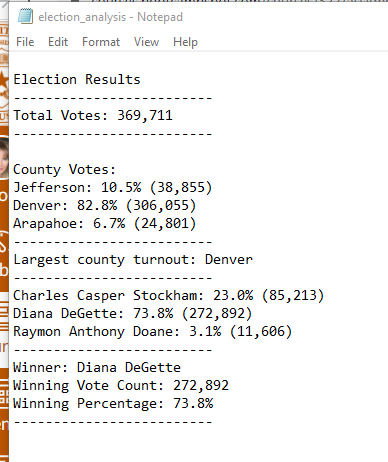 election_analysis - Notepad
File Edit Format View Help
Election Results
-------------------------
Total Votes: 369,711
-------------------------
County Votes:
Jefferson: 10.5% (38,855)
Denver: 82.8% (306,055)
Arapahoe: 6.7% (24,801)
-------------------------
Largest county turnout: Denver
-------------------------
Charles Casper Stockham: 23.0% (85,213)
Diana DeGette: 73.8% (272,892)
Raymon Anthony Doane: 3.1% (11,606)
-------------------------
Winner: Diana DeGette
Winning Vote Count: 272,892
Winning Percentage: 73.8%
-------------------------